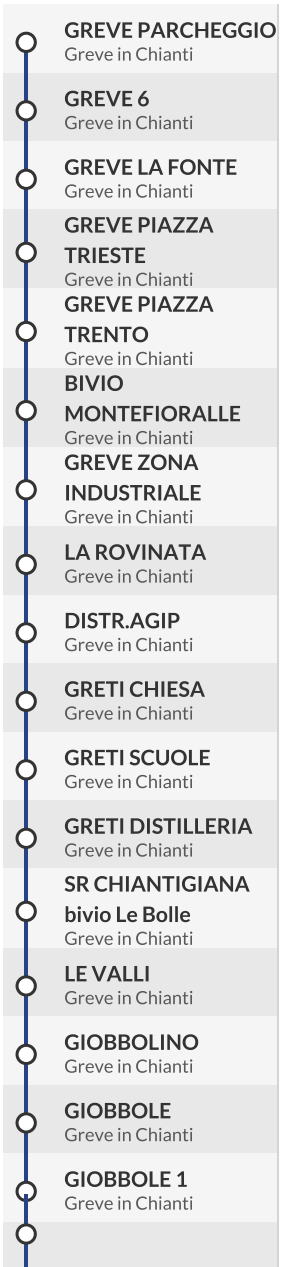 GREVE PARCHEGGIO
Greve in Chianti
GREVE 6
Greve in Chianti
GREVE LA FONTE
Greve in Chianti
GREVE PIAZZA
TRIESTE
Greve in Chianti
GREVE PIAZZA
TRENTO
Greve in Chianti
BIVIO
MONTEFIORALLE
Greve in Chianti
GREVE ZONA
INDUSTRIALE
Greve in Chianti
LA ROVINATA
Greve in Chianti
DISTR.AGIP
Greve in Chianti
GRETI CHIESA
Greve in Chianti
GRETI SCUOLE
Greve in Chianti
GRETI DISTILLERIA
Greve in Chianti
SR CHIANTIGIANA
bivio Le Bolle
Greve in Chianti
LE VALLI
Greve in Chianti
GIOBBOLINO
Greve in Chianti
GIOBBOLE
Greve in Chianti
GIOBBOLE 1
Greve in Chianti